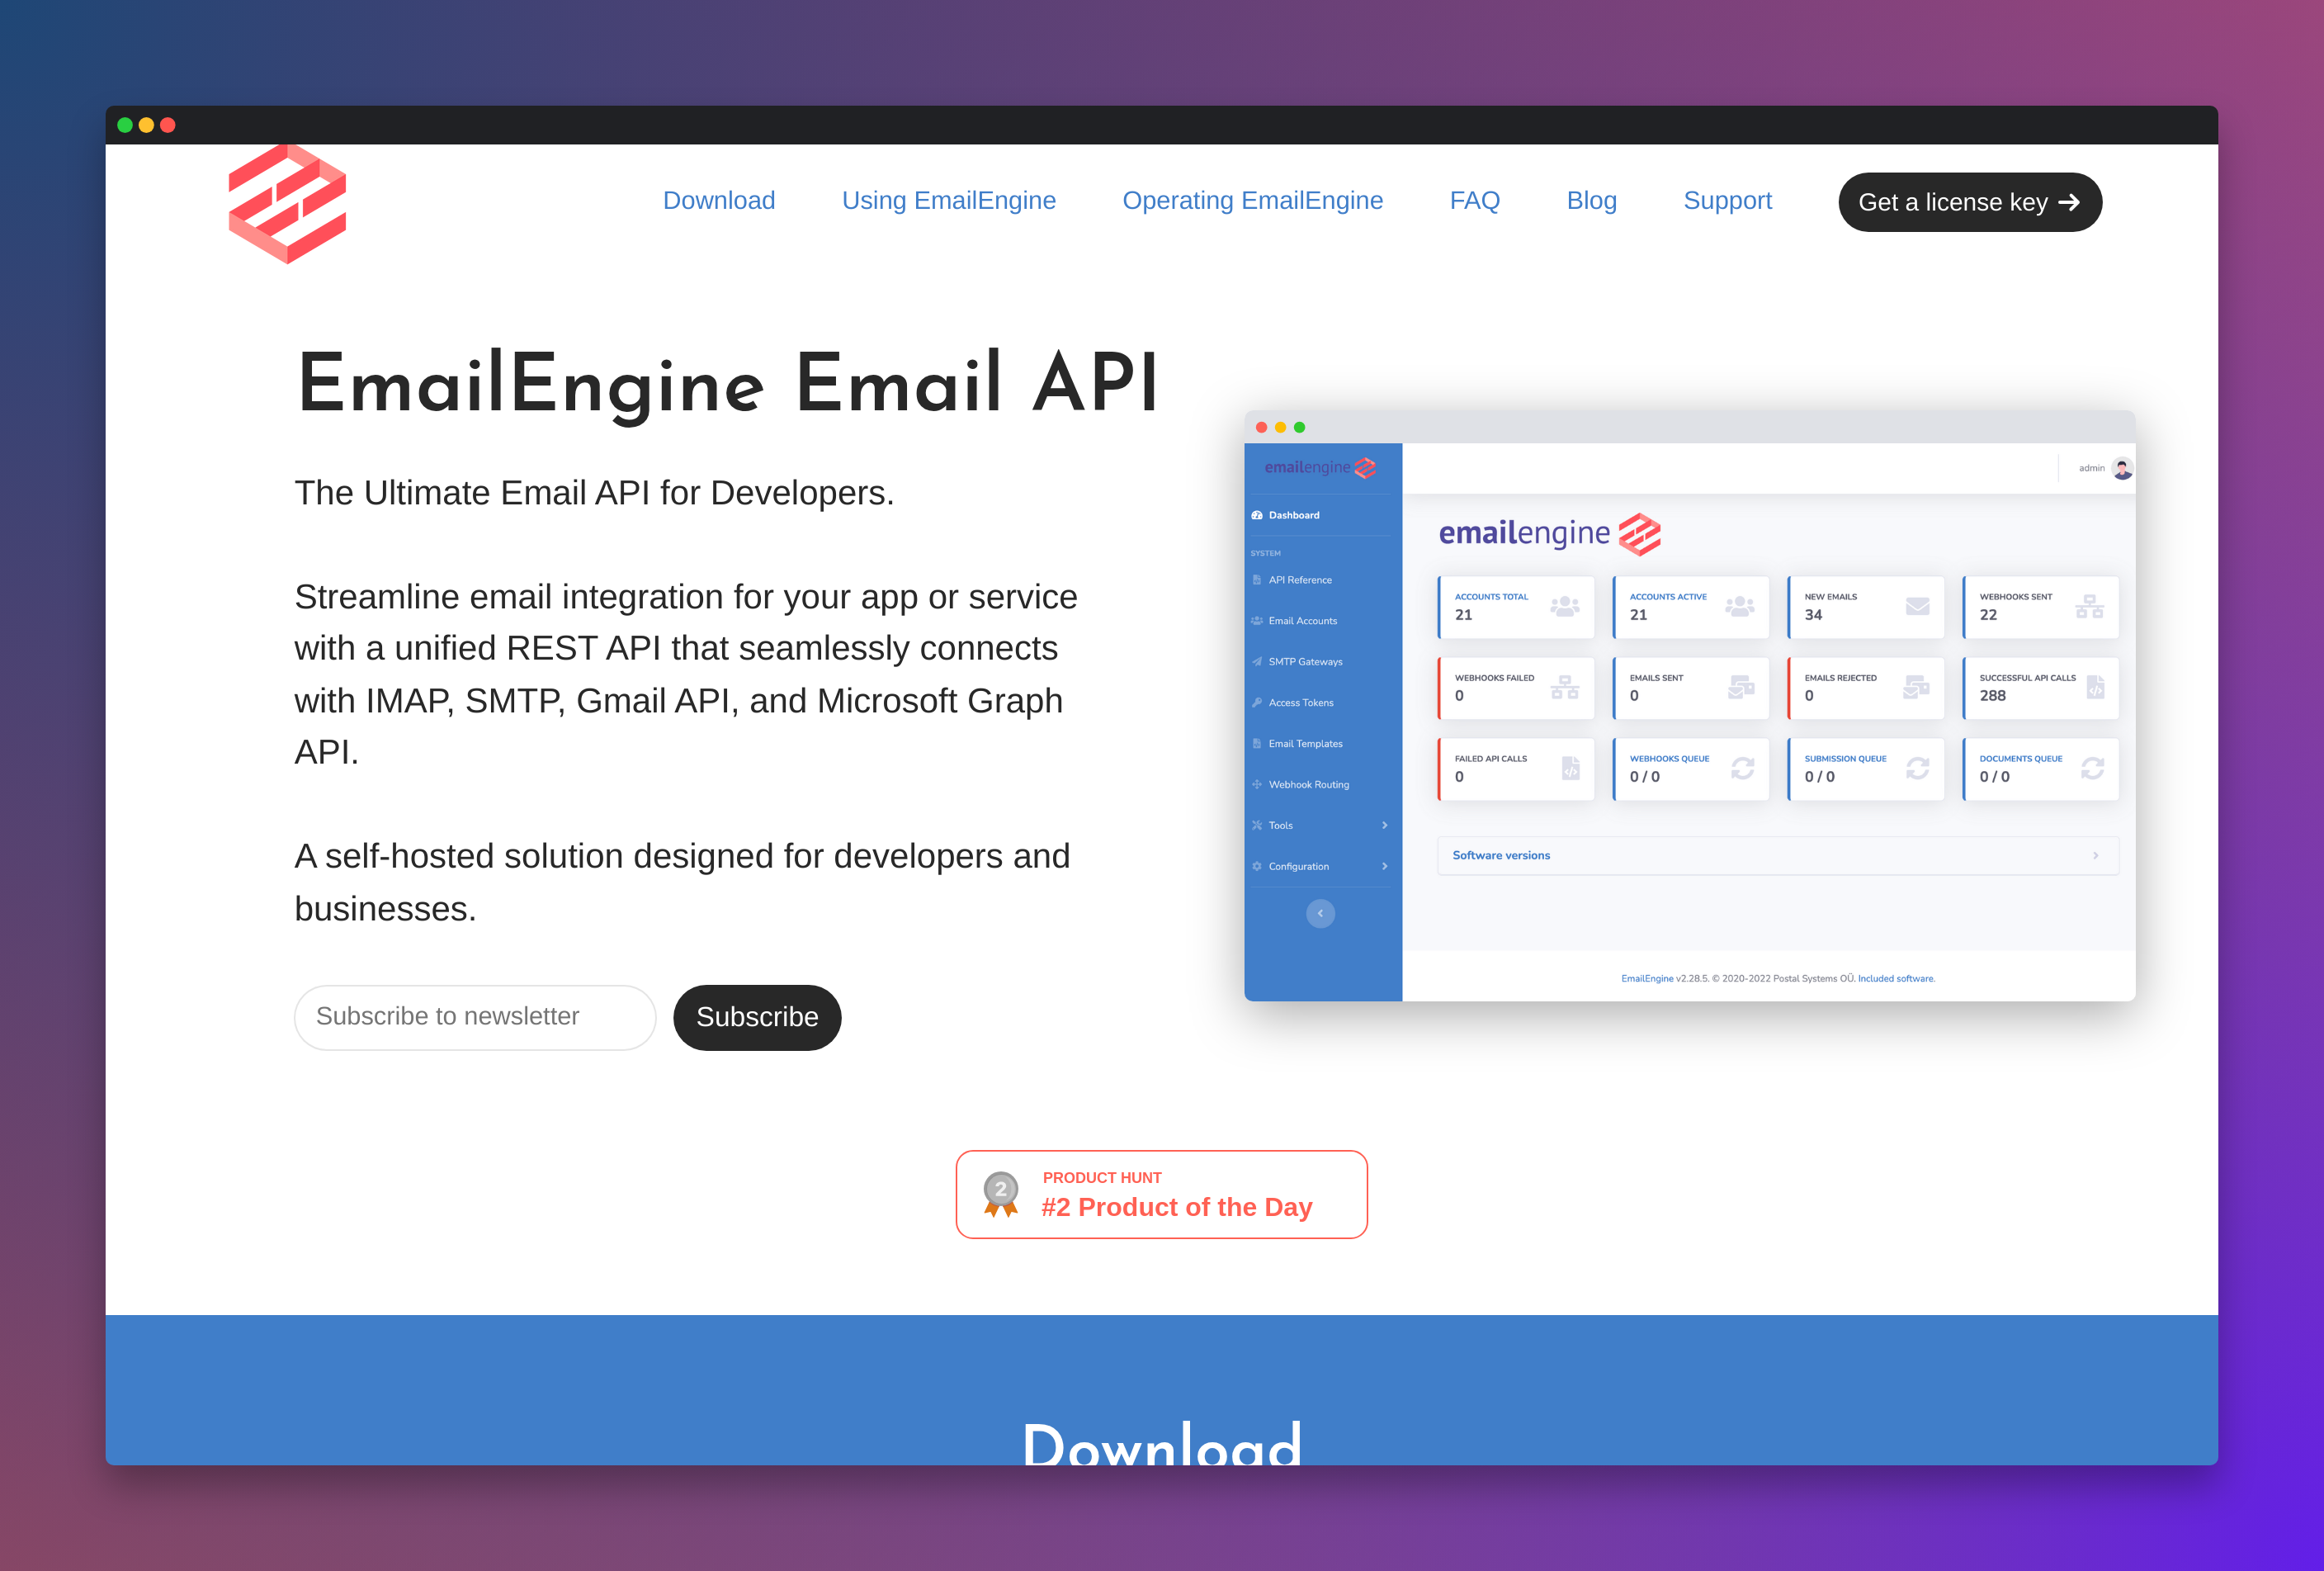 Download
Using EmailEngine
Operating EmailEngine
FAQ
Blog
Support
Get a license key
EmailEngine Email API
The Ultimate Email API for Developers.
Streamline email integration for your app or service
with a unified REST API that seamlessly connects
with IMAP, SMTP, Gmail API, and Microsoft Graph
API.
A self-hosted solution designed for developers and
businesses.
Subscribe to newsletter
Subscribe
emailengine
Dashboard
SYSTEM
API Reference
Email Accounts
SMTP Gateways
Access Tokens
Email Templates
Webhook Routing
Tools
Configuration
admin
emailengine
ACCOUNTS TOTAL
21
ACCOUNTS ACTIVE
21
NEW EMAILS
34
WEBHOOKS SENT
22
WEBHOOKS FAILED
0
EMAILS SENT
0
EMAILS REJECTED
0
SUCCESSFUL API CALLS
288
FAILED API CALLS
0
WEBHOOKS QUEUE
0 / 0
SUBMISSION QUEUE
0 / 0
DOCUMENTS QUEUE
0 / 0
Software versions
EmailEngine v2.28.5. © 2020-2022 Postal Systems OÜ. Included software.
2
PRODUCT HUNT
#2 Product of the Day
Download